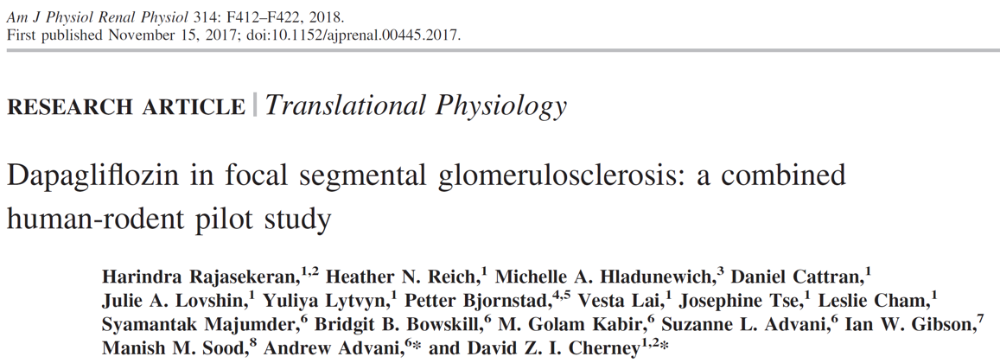 Am J Physiol Renal Physiol 314: F412–F422, 2018.
First published November 15, 2017; doi:10.1152/ajprenal.00445.2017.
RESEARCH ARTICLE | Translational Physiology
Dapagliflozin in focal segmental glomerulosclerosis: a combined
human-rodent pilot study
Harindra Rajasekeran,1,2 Heather N. Reich,1 Michelle A. Hladunewich,3 Daniel Cattran,1
Julie A. Lovshin,1 Yuliya Lytvyn,1 Petter Bjornstad,4,5 Vesta Lai,1 Josephine Tse,1 Leslie Cham,1
Syamantak Majumder,6 Bridgit B. Bowskill,6 M. Golam Kabir,6 Suzanne L. Advani,6 Ian W. Gibson,7
Manish M. Sood,8 Andrew Advani,6* and David Z. I. Cherney1,2*